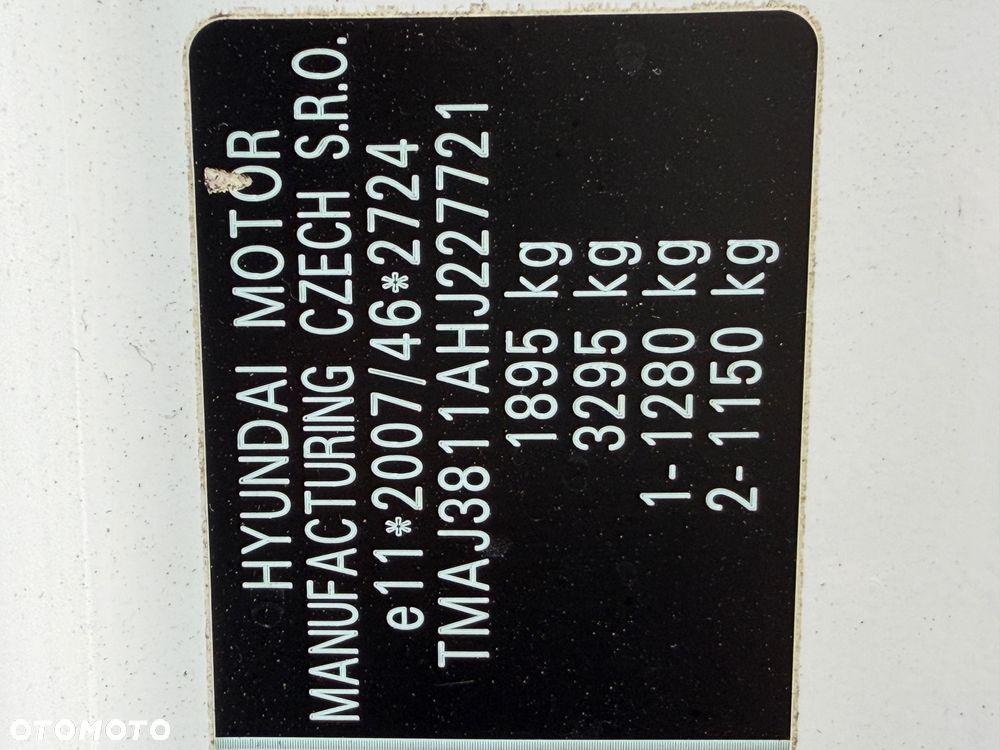 HYUNDAI MOTOR
MANUFACTURING CZECH S.R.O.
e11*2007/46*2724
TMAJ3811AHJ227721
1895 kg
3295 kg
1-1280 kg
2-1150 kg
OTOMOTO